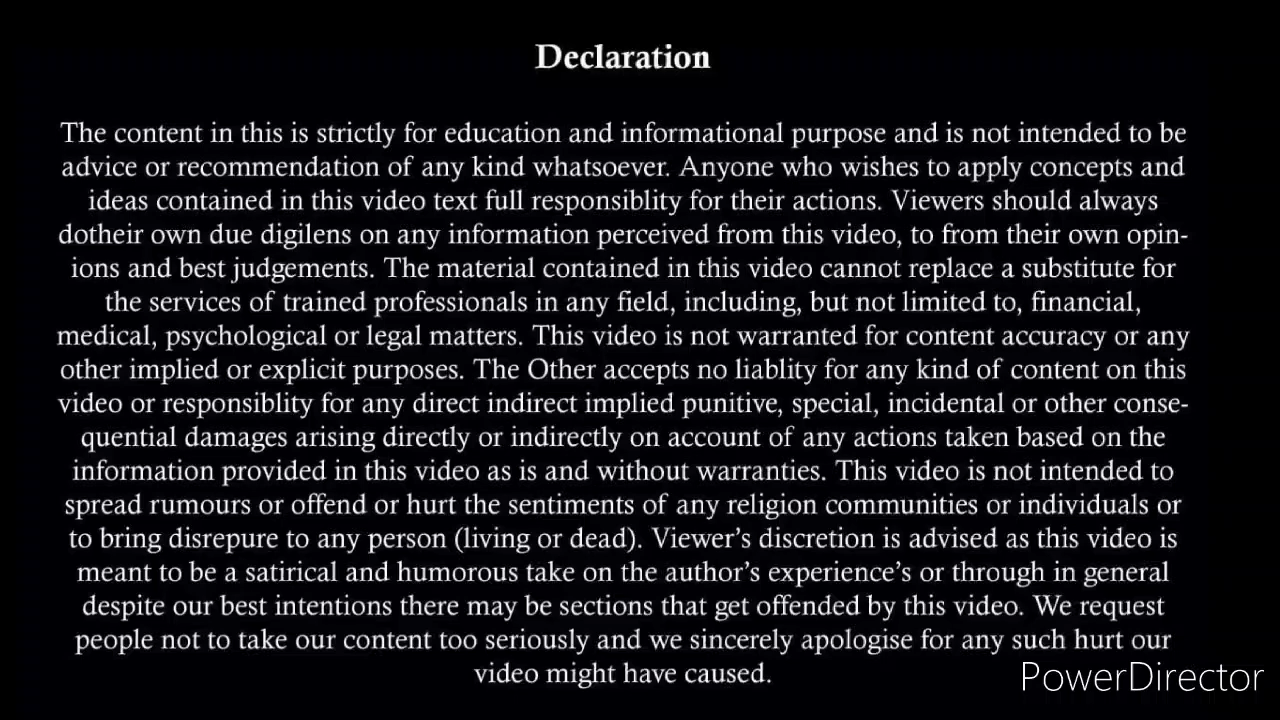 Declaration
The content in this is strictly for education and informational purpose and is not intended to be
advice or recommendation of any kind whatsoever. Anyone who wishes to apply concepts and
ideas contained in this video text full responsiblity for their actions. Viewers should always
dotheir own due digilens on any information perceived from this video, to from their own opin-
ions and best judgements. The material contained in this video cannot replace a substitute for
the services of trained professionals in any field, including, but not limited to, financial,
medical, psychological or legal matters. This video is not warranted for content accuracy or any
other implied or explicit purposes. The Other accepts no liablity for any kind of content on this
video or responsiblity for any direct indirect implied punitive, special, incidental or other conse-
quential damages arising directly or indirectly on account of any actions taken based on the
information provided in this video as is and without warranties. This video is not intended to
spread rumours or offend or hurt the sentiments of any religion communities or individuals or
to bring disrepure to any person (living or dead). Viewer's discretion is advised as this video is
meant to be a satirical and humorous take on the author's experience's or through in general
despite our best intentions there may be sections that get offended by this video. We request
people not to take our content too seriously and we sincerely apologise for any such hurt our
video might have caused.
PowerDirector